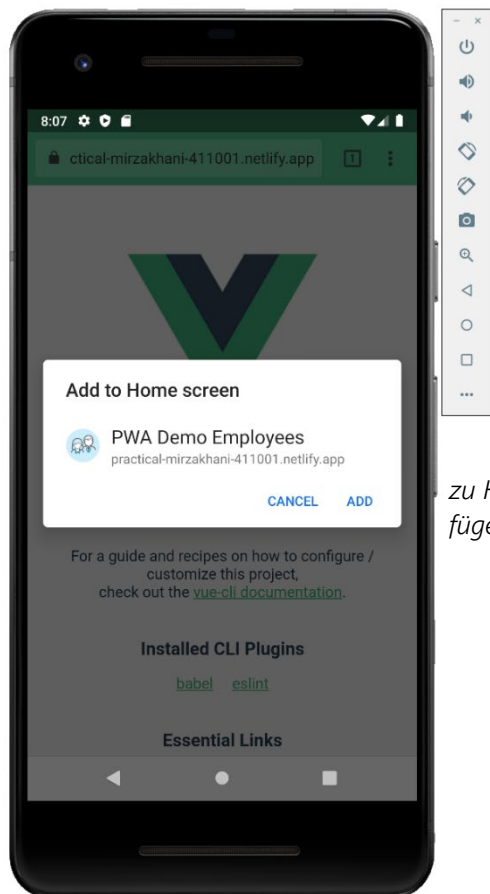 8:07
ctical-mirzakhani-411001.netlify.app
1
Add to Home screen
PWA Demo Employees
practical-mirzakhani-411001.netlify.app
CANCEL ADD
For a guide and recipes on how to configure /
customize this project,
check out the vue-cli documentation.
Installed CLI Plugins
babel eslint
Essential Links
zu H
füge